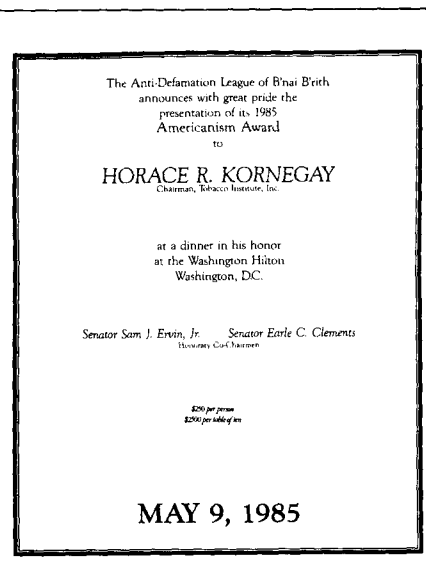 The Anti-Defamation League of B'nai B'rith
announces with great pride the
presentation of its 1985
Americanism Award
to
HORACE R. KORNEGAY
Chairman, Tobacco Institute, Inc.
at a dinner in his honor
at the Washington Hilton
Washington, D.C.
Senator Sam J. Ervin, Jr. Senator Earle C. Clements
Honorary Co-Chairmen
$250 per person
$2500 per table of ten
MAY 9, 1985